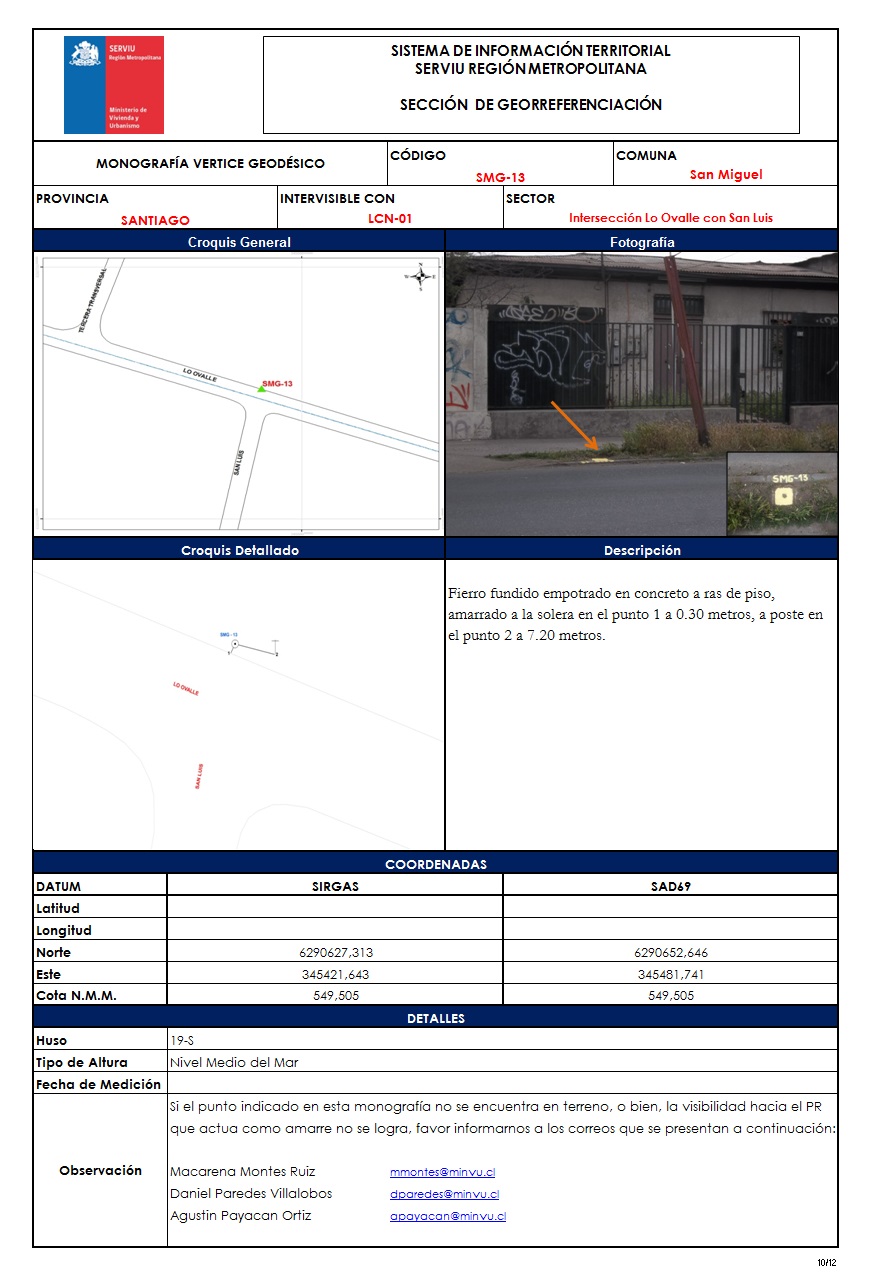 SERVIU
Región Metropolitana
Ministerio de
Vivienda y
Urbanismo
SISTEMA DE INFORMACIÓN TERRITORIAL
SERVIU REGIÓN METROPOLITANA
SECCIÓN DE GEORREFERENCIACIÓN
MONOGRAFÍA VERTICE GEODÉSICO
CÓDIGO
SMG-13
COMUNA
San Miguel
PROVINCIA
SANTIAGO
INTERVISIBLE CON
LCN-01
SECTOR
Intersección Lo Ovalle con San Luis
Croquis General
Fotografía
TERCERA TRANSVERSAL
N
W E
S
LO OVALLE
SMG-13
SAN LUIS
SMG-13
Croquis Detallado
Descripción
SMG - 13
1
2
LO OVALLE
SAN LUIS
Fierro fundido empotrado en concreto a ras de piso,
amarrado a la solera en el punto 1 a 0.30 metros, a poste en
el punto 2 a 7.20 metros.
COORDENADAS
DATUM SIRGAS SAD69
Latitud
Longitud
Norte 6290627,313 6290652,646
Este 345421,643 345481,741
Cota N.M.M. 549,505 549,505
DETALLES
Huso 19-S
Tipo de Altura Nivel Medio del Mar
Fecha de Medición
Observación
Si el punto indicado en esta monografía no se encuentra en terreno, o bien, la visibilidad hacia el PR
que actua como amarre no se logra, favor informarnos a los correos que se presentan a continuación:
Macarena Montes Ruiz mmontes@minvu.cl
Daniel Paredes Villalobos dparedes@minvu.cl
Agustin Payacan Ortiz apayacan@minvu.cl
10/12